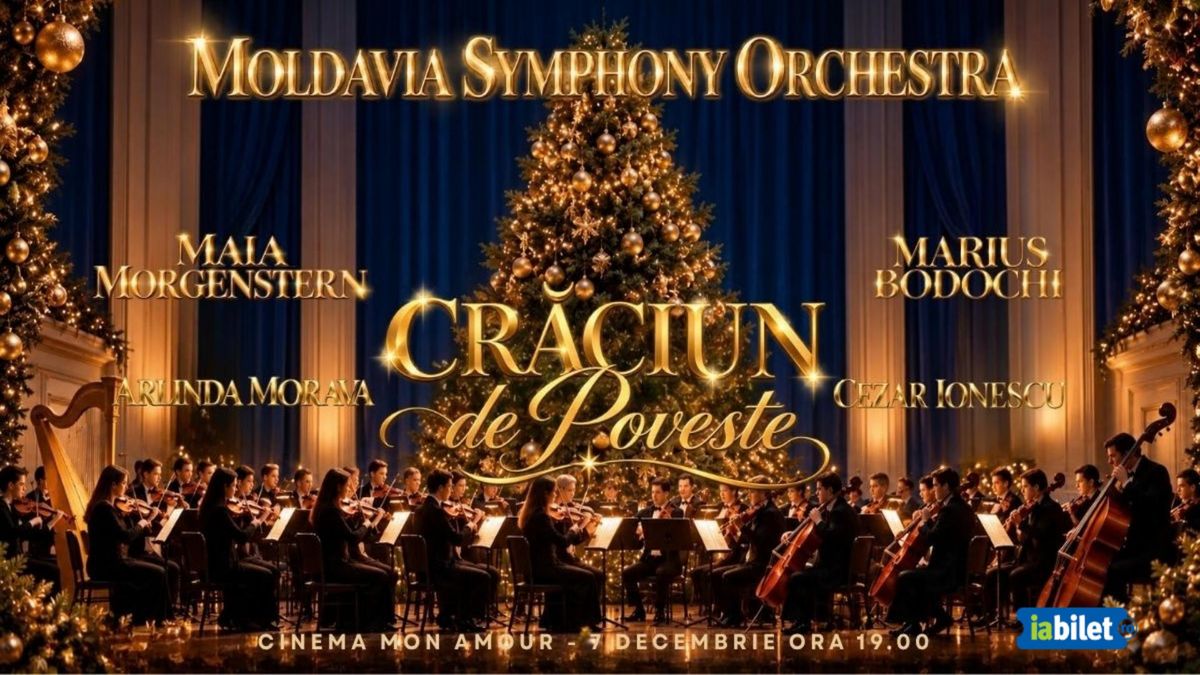 MOLDAVIA SYMPHONY ORCHESTRA
MAIA
MORGENSTERN
MARIUS
BODOCHI
CRĂCIUN
de Poveste
ARLINDA MORAVA
CEZAR IONESCU
CINEMA MON AMOUR - 7 DECEMBRIE ORA 19.00
iabilet